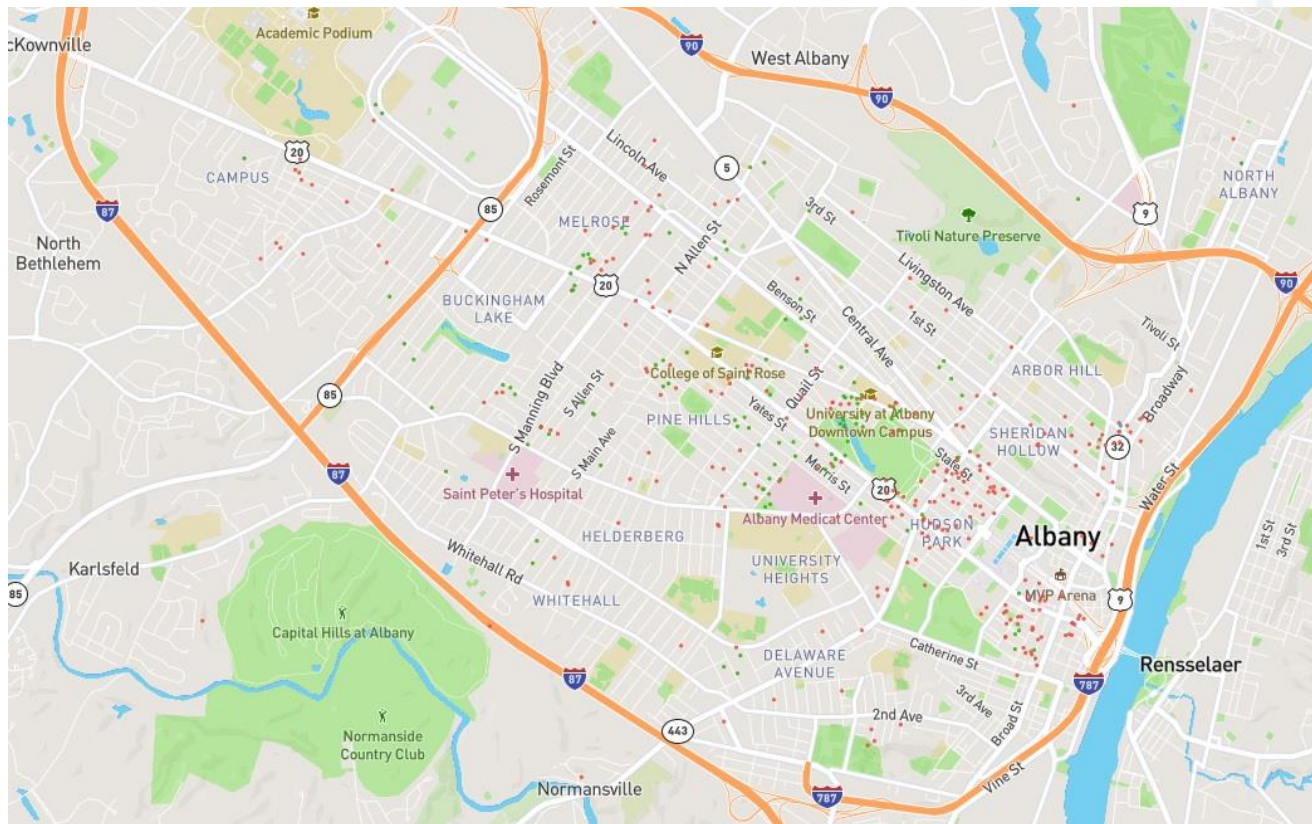 Academic Podium
cKownville
90
West Albany
90
Lincoln Ave
20
Rosemont St
5
CAMPUS
NORTH
ALBANY
3rd St
85
87
9
MELROSE
N Allen St
Tivoli Nature Preserve
North
Bethlehem
Livingston Ave
90
20
Benson St
BUCKINGHAM
LAKE
Central Ave
1st St
Tivoli St
College of Saint Rose
Quail St
ARBOR HILL
Broadway
85
S Manning Blvd
S Allen St
PINE HILLS
Yates St
University at Albany
Downtown Campus
SHERIDAN
HOLLOW
32
S Main Ave
State St
87
Morris St
Saint Peter's Hospital
20
Water St
Albany Medicat Center
HUDSON
PARK
Albany
HELDERBERG
1st St
3rd St
Whitehall Rd
UNIVERSITY
HEIGHTS
Karlsfeld
85
WHITEHALL
MVP Arena
9
Capital Hills at Albany
DELAWARE
AVENUE
Catherine St
Rensselaer
87
787
3rd Ave
2nd Ave
Broad St
Normanside
Country Club
443
Normansville
Vine St
787